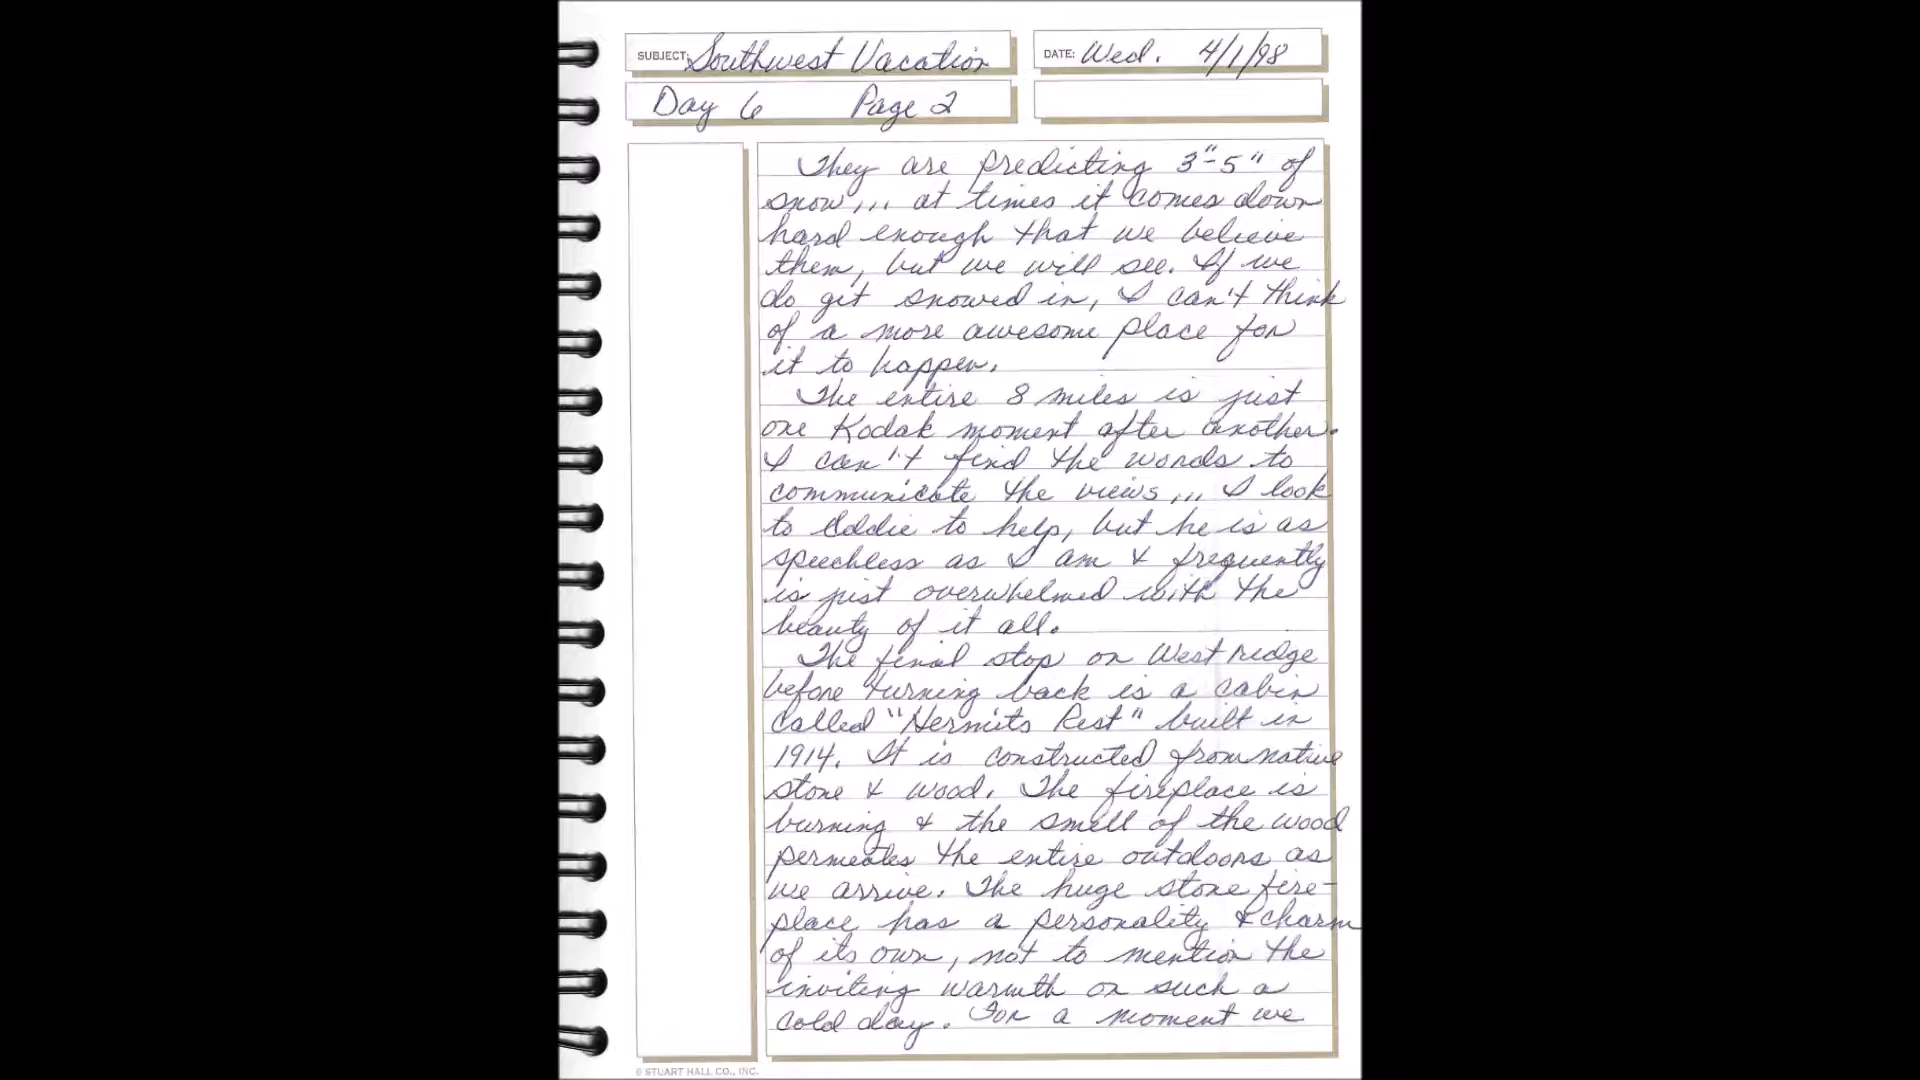 SUBJECT: Southwest Vacation
DATE: Wed. 4/1/98
Day 6 Page 2
They are predicting 3"-5" of
snow... at times it comes down
hard enough that we believe
them, but we will see. If we
do get snowed in, I can't think
of a more awesome place for
it to happen.
The entire 8 miles is just
one Kodak moment after another.
I can't find the words to
communicate the views... I look
to Eddie to help, but he is as
speechless as I am & frequently
is just overwhelmed with the
beauty of it all.
The final stop on West ridge
before turning back is a cabin
called "Hermits Rest" built in
1914. It is constructed from native
stone & wood. The fireplace is
burning & the smell of the wood
permeates the entire outdoors as
we arrive. The huge stone fire-
place has a personality & charm
of its own, not to mention the
inviting warmth on such a
cold day. For a moment we
© STUART HALL CO., INC.